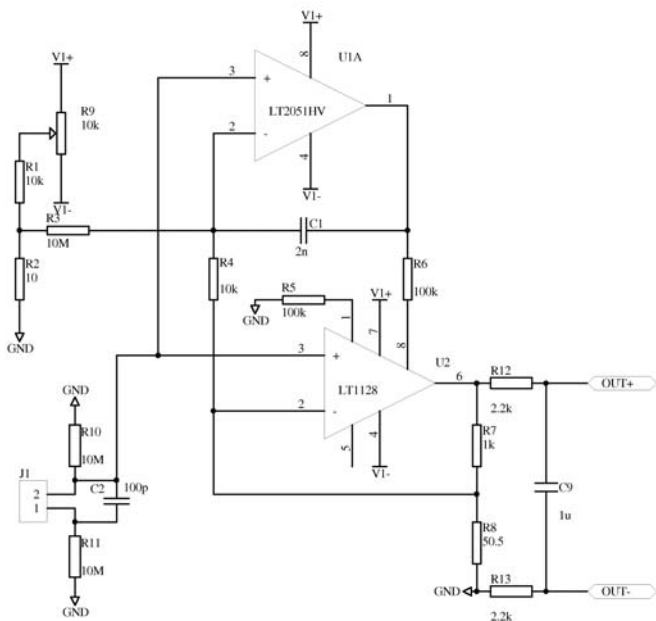 V1+
8
U1A
V1+
3
+
1
R9
10k
LT2051HV
2
-
R1
10k
4
V1-
V1-
R3
10M
C1
2n
R2
10
R4
10k
R6
100k
R5
100k
V1+
GND
1
7
8
GND
3
+
U2
6
R12
LT1128
2.2k
OUT+
GND
2
-
R7
1k
R10
10M
5
4
V1-
J1
C2
100p
2
1
C9
1u
R8
50.5
R11
10M
GND
R13
OUT-
2.2k
GND